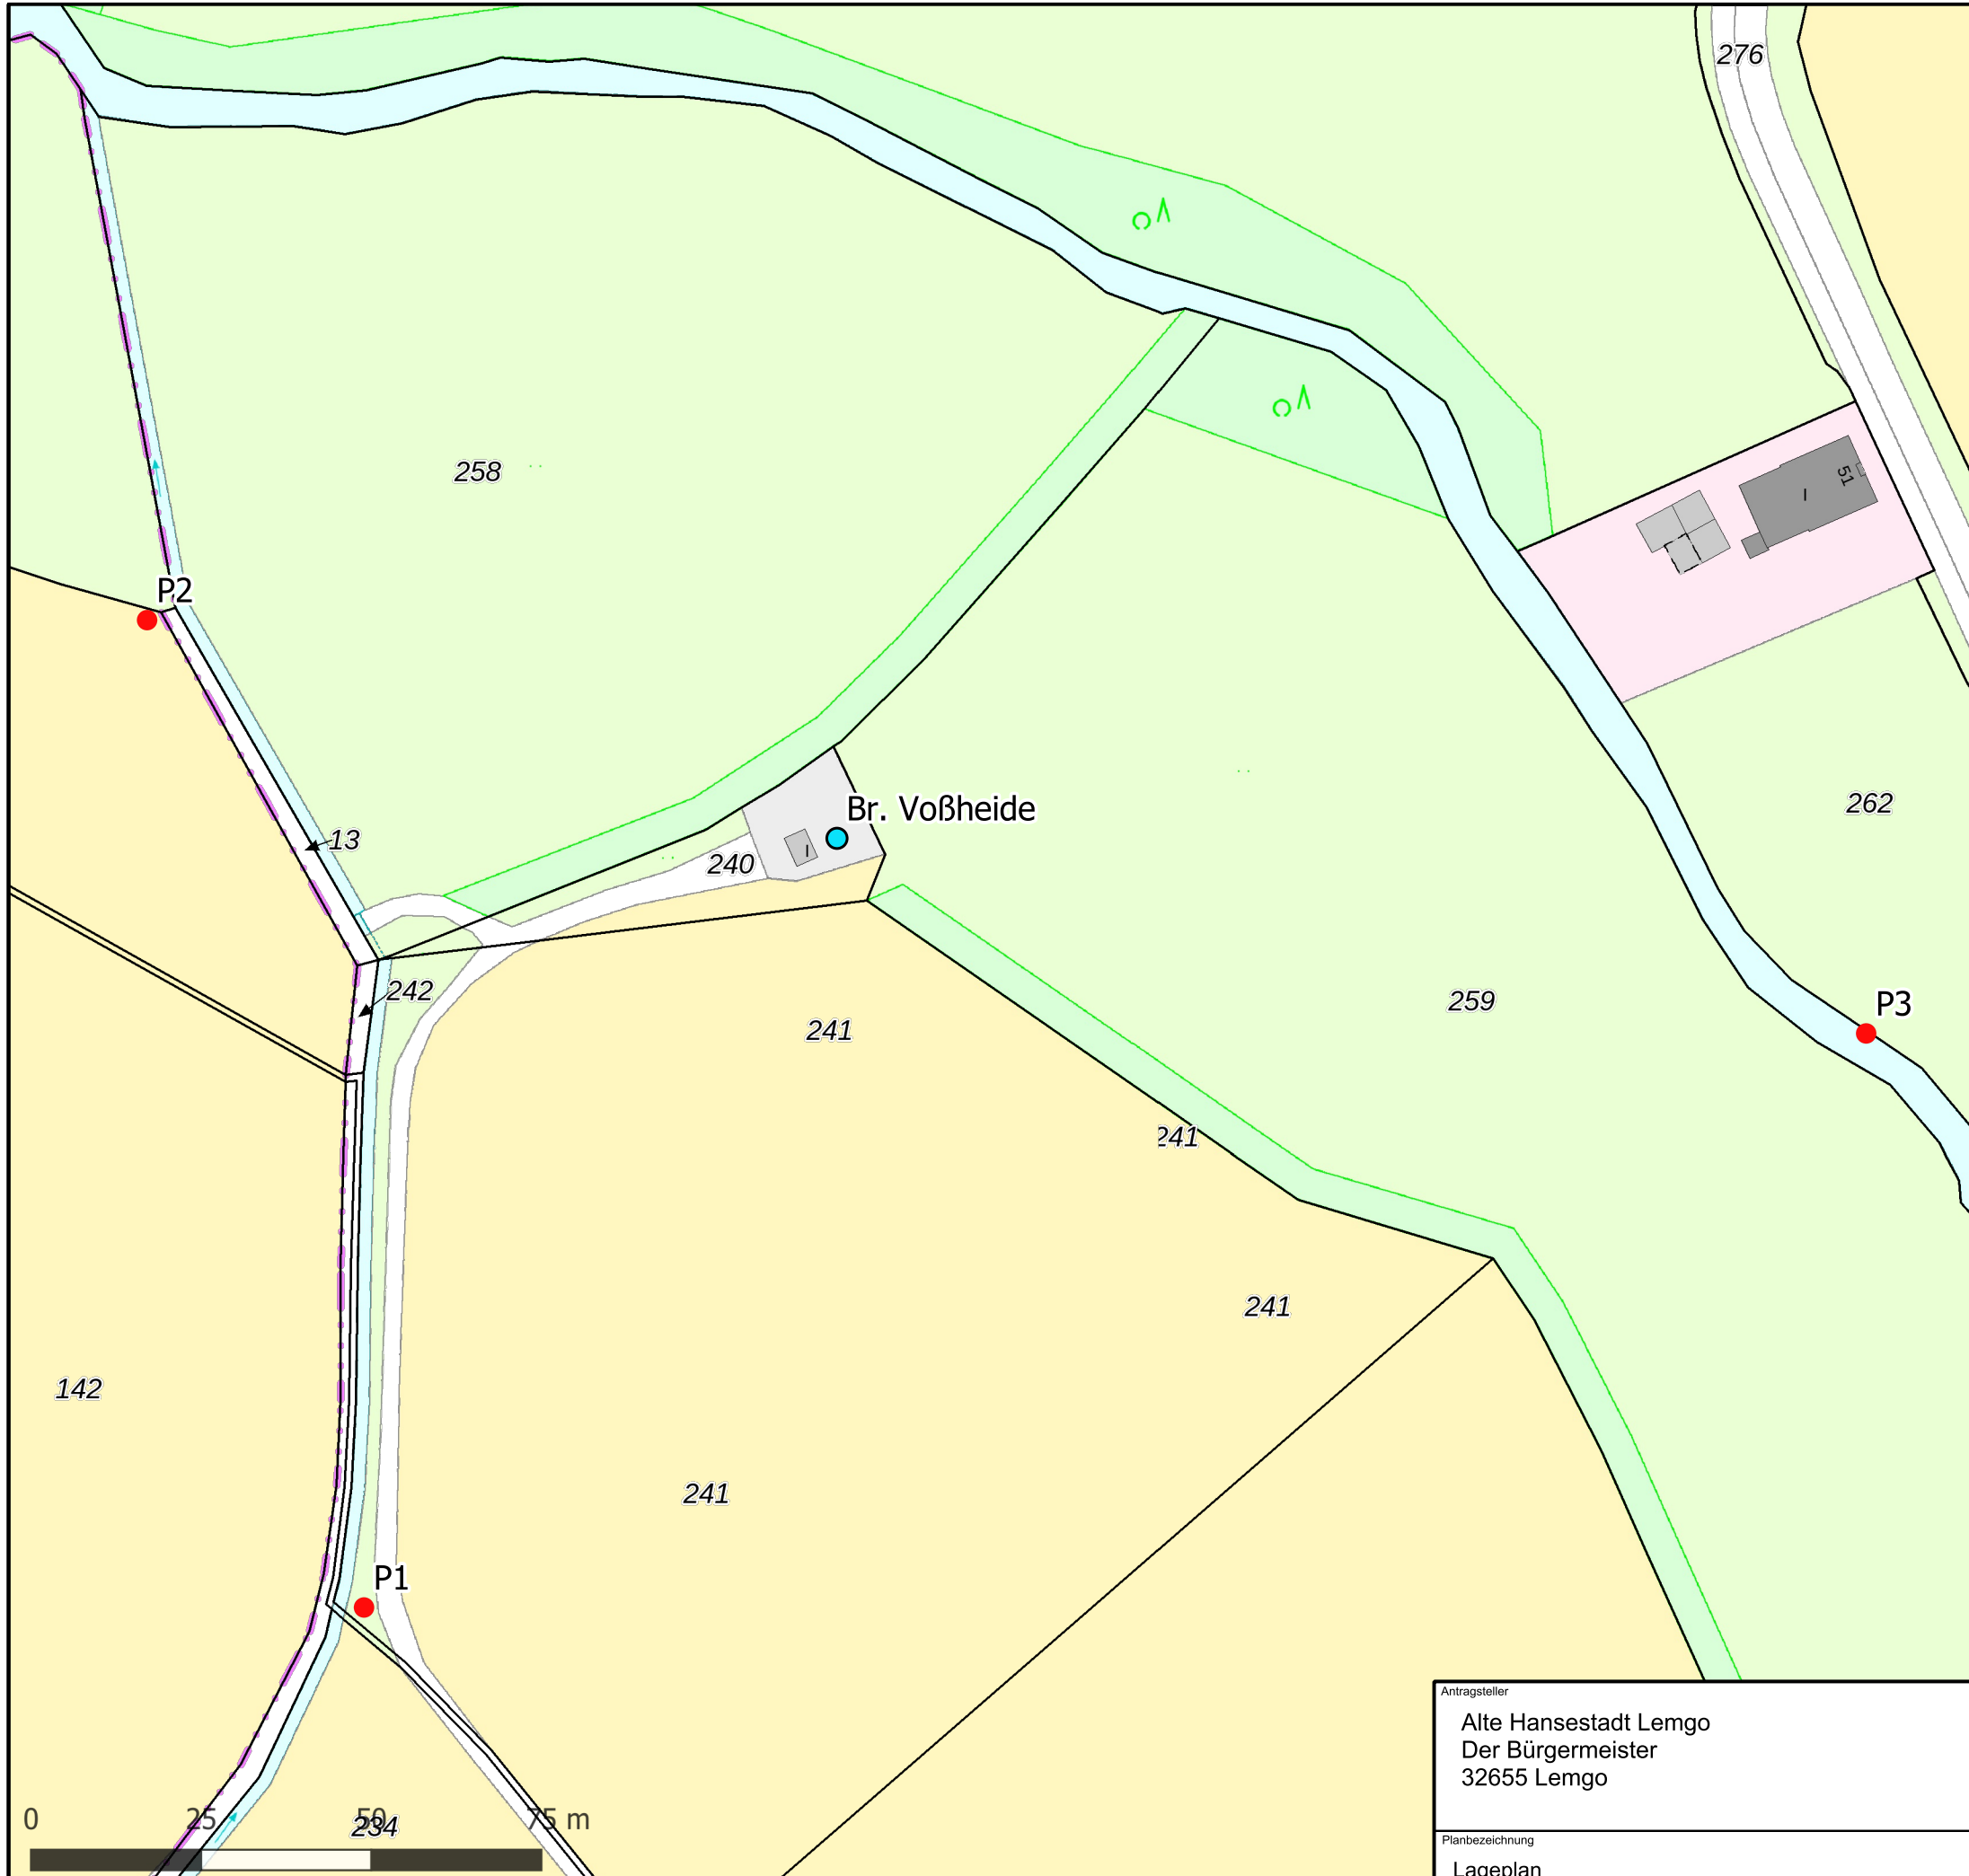 276
51
I
258
P2
13
Br. Voßheide
I
240
262
242
241
259
P3
241
241
142
241
P1
Antragsteller
Alte Hansestadt Lemgo
Der Bürgermeister
32655 Lemgo
0 25 50 75 m
234
Planbezeichnung
Lageplan